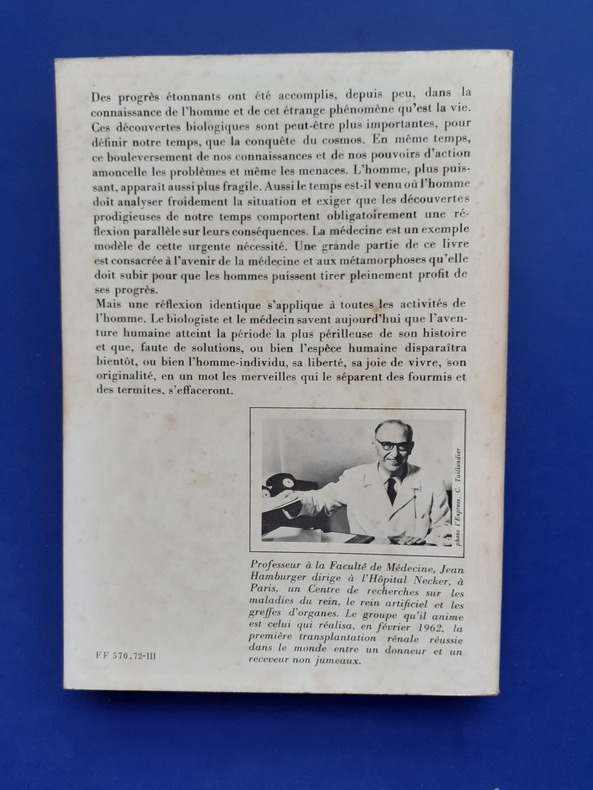 Des progrès étonnants ont été accomplis, depuis peu, dans la
connaissance de l'homme et de cet étrange phénomène qu'est la vie.
Ces découvertes biologiques sont peut-être plus importantes, pour
définir notre temps, que la conquête du cosmos. En même temps,
ce bouleversement de nos connaissances et de nos pouvoirs d'action
amoncelle les problèmes et même les menaces. L'homme, plus puis-
sant, apparaît aussi plus fragile. Aussi le temps est-il venu où l'homme
doit analyser froidement la situation et exiger que les découvertes
prodigieuses de notre temps comportent obligatoirement une ré-
flexion parallèle sur leurs conséquences. La médecine est un exemple
modèle de cette urgente nécessité. Une grande partie de ce livre
est consacrée à l'avenir de la médecine et aux métamorphoses qu'elle
doit subir pour que les hommes puissent tirer pleinement profit de
ses progrès.
Mais une réflexion identique s'applique à toutes les activités de
l'homme. Le biologiste et le médecin savent aujourd'hui que l'aven-
ture humaine atteint la période la plus périlleuse de son histoire
et que, faute de solutions, ou bien l'espèce humaine disparaîtra
bientôt, ou bien l'homme-individu, sa liberté, sa joie de vivre, son
originalité, en un mot les merveilles qui le séparent des fourmis et
des termites, s'effaceront.
photo l'Express, C. Taillandier
Professeur à la Faculté de Médecine, Jean
Hamburger dirige à l'Hôpital Necker, à
Paris, un Centre de recherches sur les
maladies du rein, le rein artificiel et les
greffes d'organes. Le groupe qu'il anime
est celui qui réalisa, en février 1962, la
première transplantation rénale réussie
dans le monde entre un donneur et un
receveur non jumeaux.
FF 570.72-III